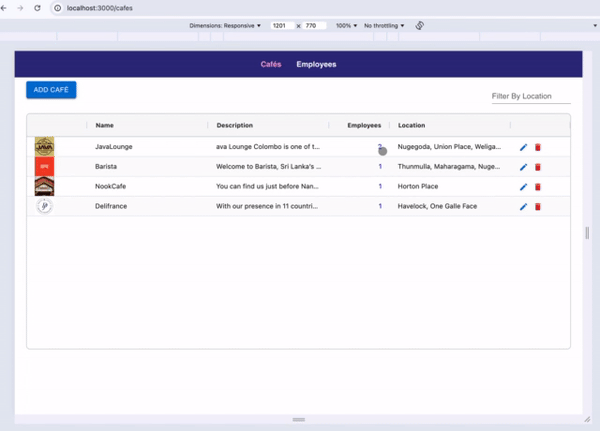 localhost:3000/cafes
Dimensions: Responsive 1201 x 770 100% No throttling
Cafés Employees
ADD CAFÉ
Filter By Location
Name Description Employees Location
JavaLounge ava Lounge Colombo is one of t... Nugegoda, Union Place, Weliga...
Barista Welcome to Barista, Sri Lanka's ... 1 Thunmulla, Maharagama, Nuge...
NookCafe You can find us just before Nan... 1 Horton Place
Delifrance With our presence in 11 countri... 1 Havelock, One Galle Face